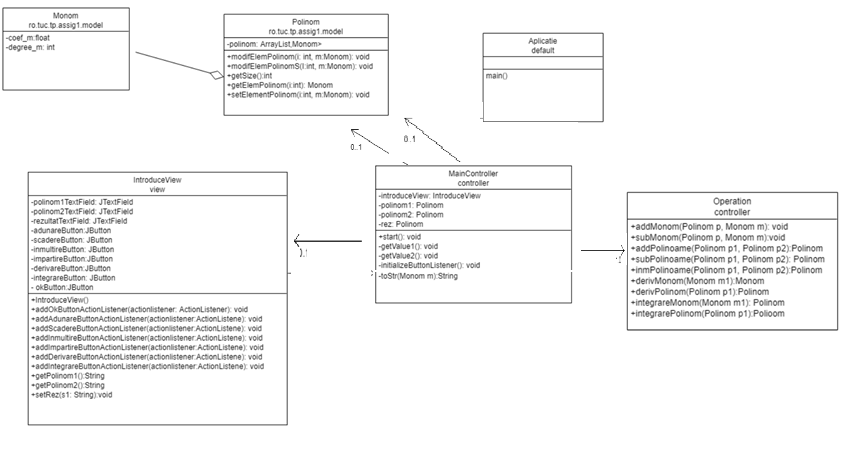 Monom
ro.tuc.tp.assig1.model
-coef_m:float
-degree_m: int
Polinom
ro.tuc.tp.assig1.model
-polinom: ArrayList,Monom>
+modifElemPolinom(i: int, m:Monom): void
+modifElemPolinomS(I:int, m:Monom): void
+getSize():int
+getElemPolinom(i:int): Monom
+setElementPolinom(i:int, m:Monom): void
Aplicatie
default
main()
0..1
0..1
IntroduceView
view
-polinom1TextField: JTextField
-polinom2TextField: JTextField
-rezultatTextField: JTextField
-adunareButton:JButton
-scadereButton: JButton
-inmultireButton: JButton
-impartireButton: JButton
-derivareButton: JButton
-integrareButton: JButton
- okButton:JButton
+IntroduceView()
+addOkButtonActionListener(actionlistener: ActionListener): void
+addAdunareButtonActionListener(actionlistener:ActionListene): void
+addScadereButtonActionListener(actionlistener:ActionListene): void
+addInmultireButtonActionListener(actionlistener:ActionListene): void
+addImpartireButtonActionListener(actionlistener:ActionListene): void
+addDerivareButtonActionListener(actionlistener:ActionListene): void
+addIntegrareButtonActionListener(actionlistener:ActionListene): void
+getPolinom1():String
+getPolinom2():String
+setRez(s1: String):void
MainController
controller
-introduceView: IntroduceView
-polinom1: Polinom
-polinom2: Polinom
-rez: Polinom
+start(): void
-getValue1(): void
-getValue2(): void
-initializeButtonListener(): void
-toStr(Monom m):String
Operation
controller
+addMonom(Polinom p, Monom m): void
+subMonom(Polinom p, Monom m):void
+addPolinoame(Polinom p1, Polinom p2):Polinom
+subPolinoame(Polinom p1, Polinom p2): Polinom
+inmPolinoame(Polinom p1, Polinom p2): Polinom
+derivMonom(Monom m1):Monom
+derivPolinom(Polinom p1):Polinom
+integrareMonom(Monom m1): Polinom
+integrarePolinom(Polinom p1):Polioom